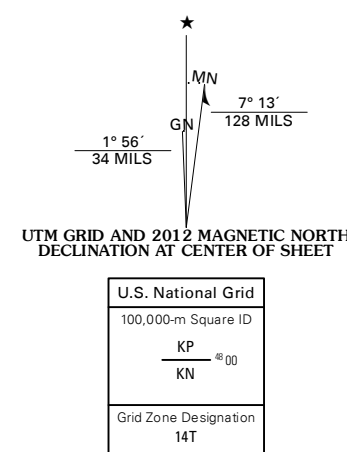 ★
MN
GN
7° 13´
128 MILS
1° 56´
34 MILS
UTM GRID AND 2012 MAGNETIC NORTH
DECLINATION AT CENTER OF SHEET
U.S. National Grid
100,000-m Square ID
KP
48 00
KN
Grid Zone Designation
14T